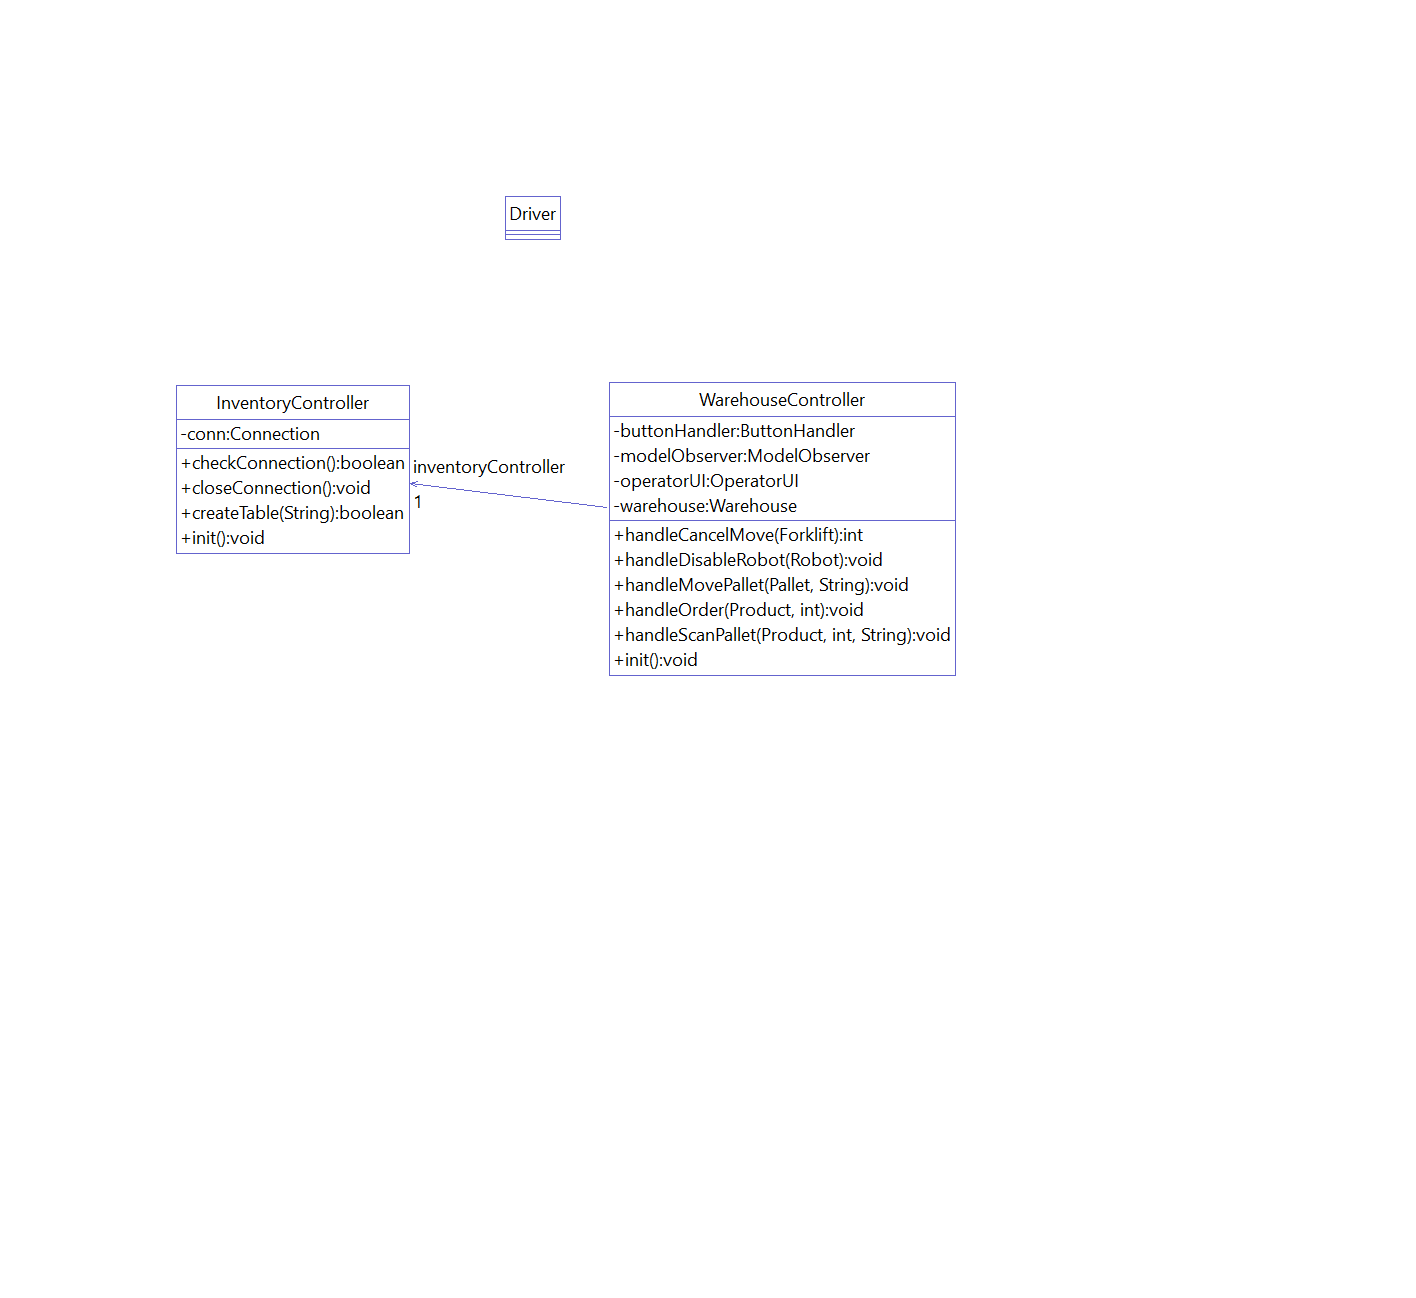 Driver
InventoryController
-conn:Connection
+checkConnection():boolean
+closeConnection():void
+createTable(String):boolean
+init():void
inventoryController
1
WarehouseController
-buttonHandler:ButtonHandler
-modelObserver:ModelObserver
-operatorUI:OperatorUI
-warehouse:Warehouse
+handleCancelMove(Forklift):int
+handleDisableRobot(Robot):void
+handleMovePallet(Pallet, String):void
+handleOrder(Product, int):void
+handleScanPallet(Product, int, String):void
+init():void